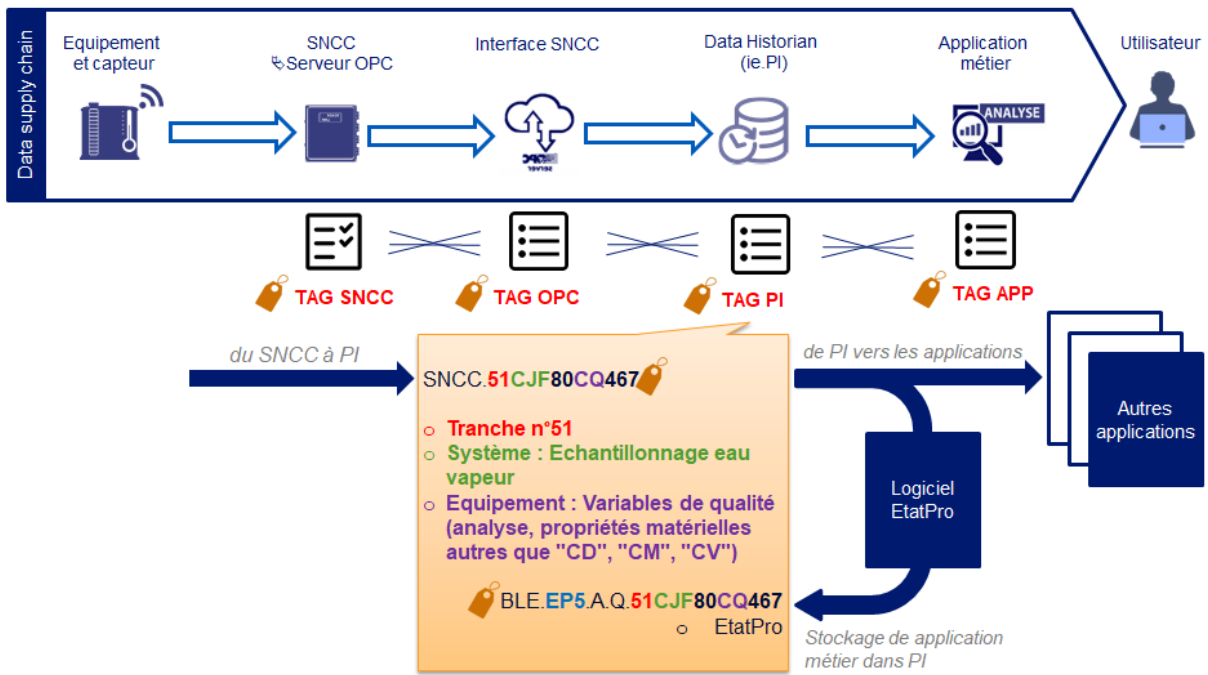 Data supply chain
Equipement
et capteur
SNCC
Serveur OPC
Interface SNCC
Data Historian
(ie.PI)
Application
métier
Utilisateur
ANALYSE
TAG SNCC
TAG OPC
TAG PI
TAG APP
du SNCC à PI
SNCC.51CJF80CQ467
o Tranche n°51
o Système : Echantillonnage eau
vapeur
o Equipement : Variables de qualité
(analyse, propriétés matérielles
autres que "CD", "CM", "CV")
BLE.EP5.A.Q.51CJF80CQ467
o EtatPro
de PI vers les applications
Autres
applications
Logiciel
EtatPro
Stockage de application
métier dans PI